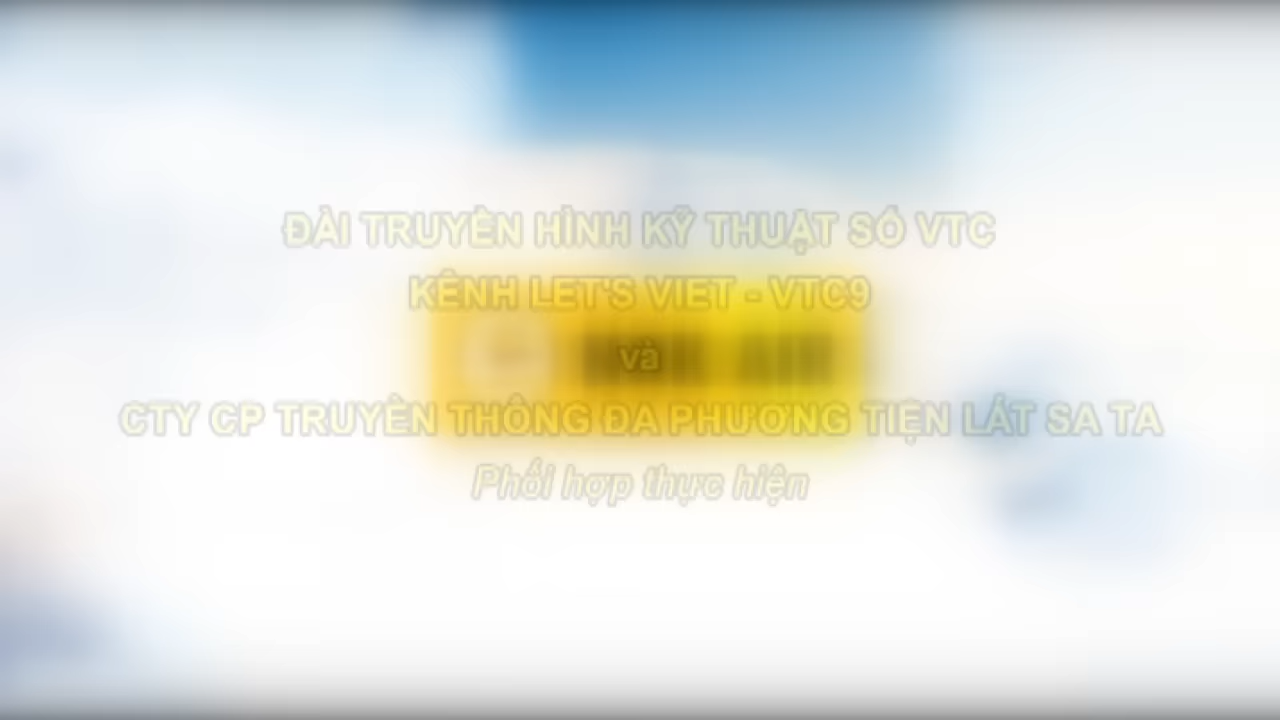 ĐÀI TRUYỀN HÌNH KỸ THUẬT SỐ VTC
KÊNH LET'S VIET - VTC9
và
CTY CP TRUYỀN THÔNG ĐA PHƯƠNG TIỆN LÁT SA TA
Phối hợp thực hiện